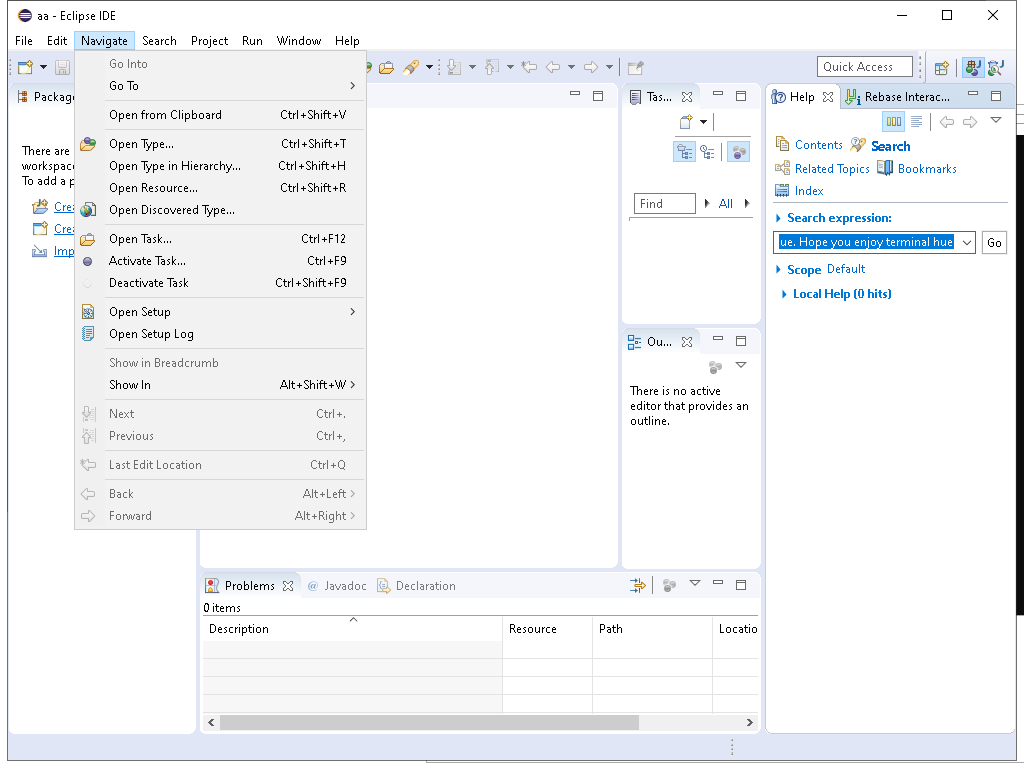 aa - Eclipse IDE
File Edit Navigate Search Project Run Window Help
Quick Access
Go Into
Go To
Open from Clipboard Ctrl+Shift+V
Open Type... Ctrl+Shift+T
Open Type in Hierarchy... Ctrl+Shift+H
Open Resource... Ctrl+Shift+R
Open Discovered Type...
Open Task... Ctrl+F12
Activate Task... Ctrl+F9
Deactivate Task Ctrl+Shift+F9
Open Setup
Open Setup Log
Show in Breadcrumb
Show In Alt+Shift+W
Next Ctrl+.
Previous Ctrl+,
Last Edit Location Ctrl+Q
Back Alt+Left
Forward Alt+Right
Packag
There are
workspac
To add a p
Crea
Crea
Imp
Tas...
Find
All
Ou...
There is no active
editor that provides an
outline.
Help Rebase Interac...
Contents Search
Related Topics Bookmarks
Index
Search expression:
ue. Hope you enjoy terminal hue Go
Scope Default
Local Help (0 hits)
Problems @ Javadoc Declaration
0 items
Description Resource Path Locatio